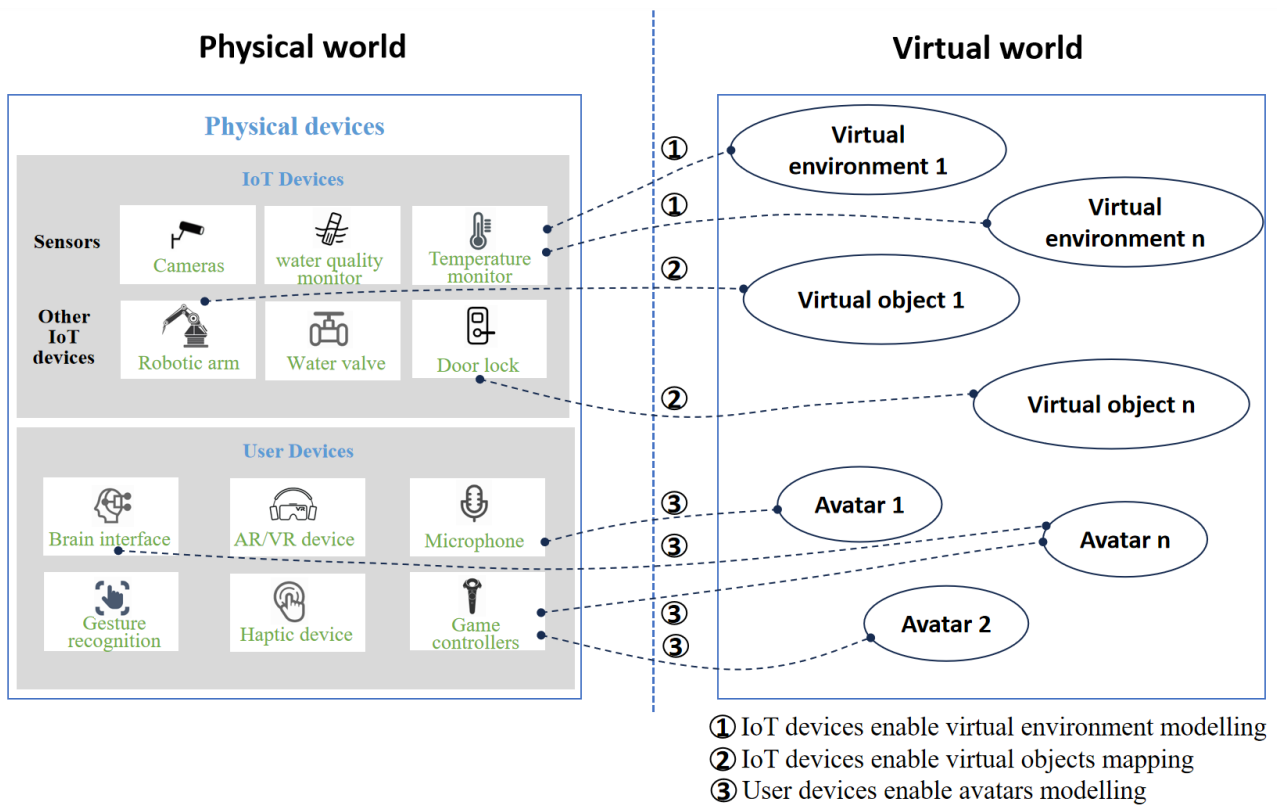 Physical world
Virtual world
Physical devices
IoT Devices
Sensors
Cameras
water quality
monitor
Temperature
monitor
Other
IoT
devices
Robotic arm
Water valve
Door lock
User Devices
Brain interface
VR
AR/VR device
Microphone
Gesture
recognition
Haptic device
Game
controllers
①
①
②
②
③
③
③
③
Virtual
environment 1
Virtual
environment n
Virtual object 1
Virtual object n
Avatar 1
Avatar n
Avatar 2
① IoT devices enable virtual environment modelling
② IoT devices enable virtual objects mapping
③ User devices enable avatars modelling